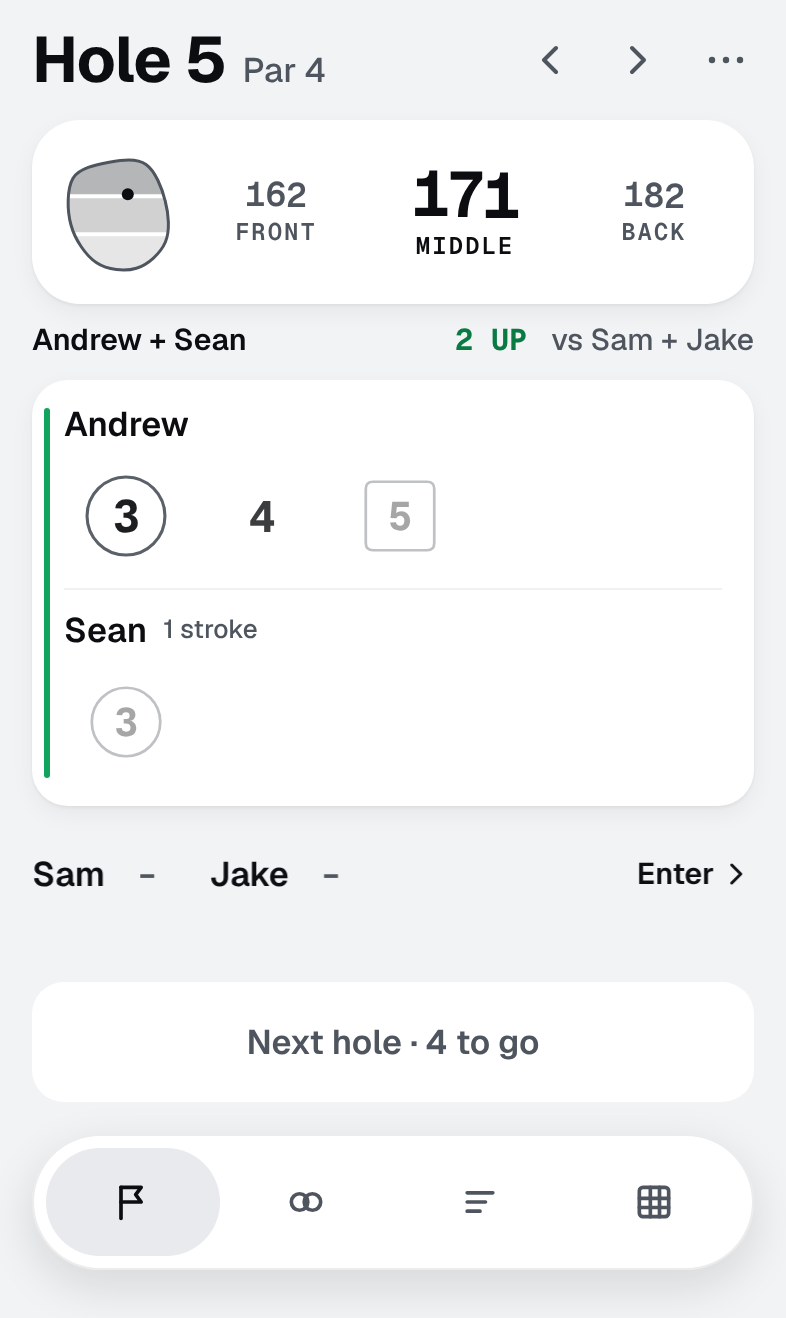 Hole 5 Par 4
162 171 182
FRONT MIDDLE BACK
Andrew + Sean 2 UP vs Sam + Jake
Andrew
3 4 5
Sean 1 stroke
3
Sam - Jake - Enter
Next hole · 4 to go